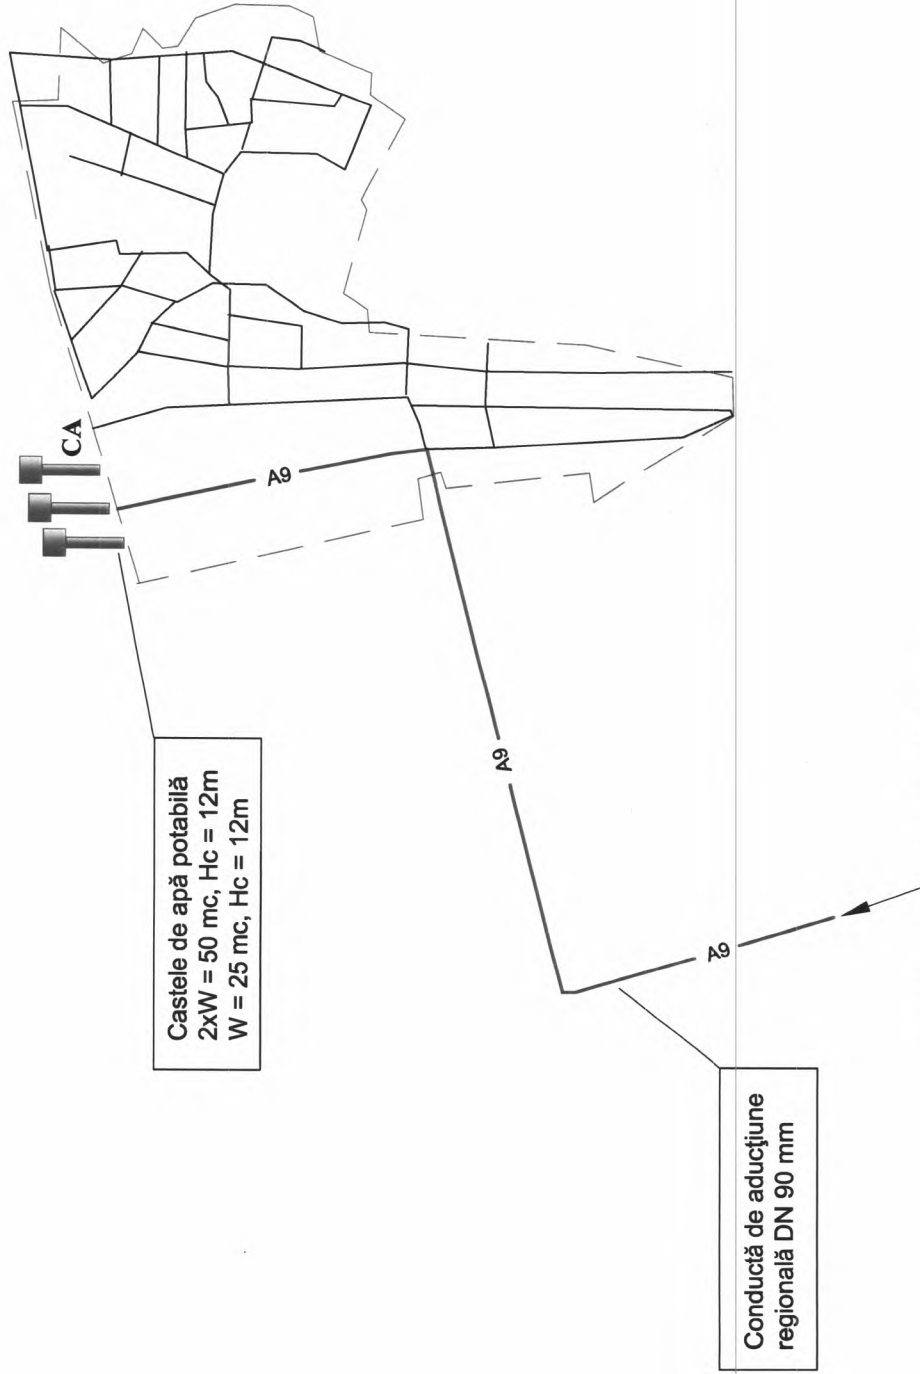 CA
A9
Castele de apă potabilă
2xW = 50 mc, Hc = 12m
W = 25 mc, Hc = 12m
A9
A9
Conductă de aducţiune
regională DN 90 mm